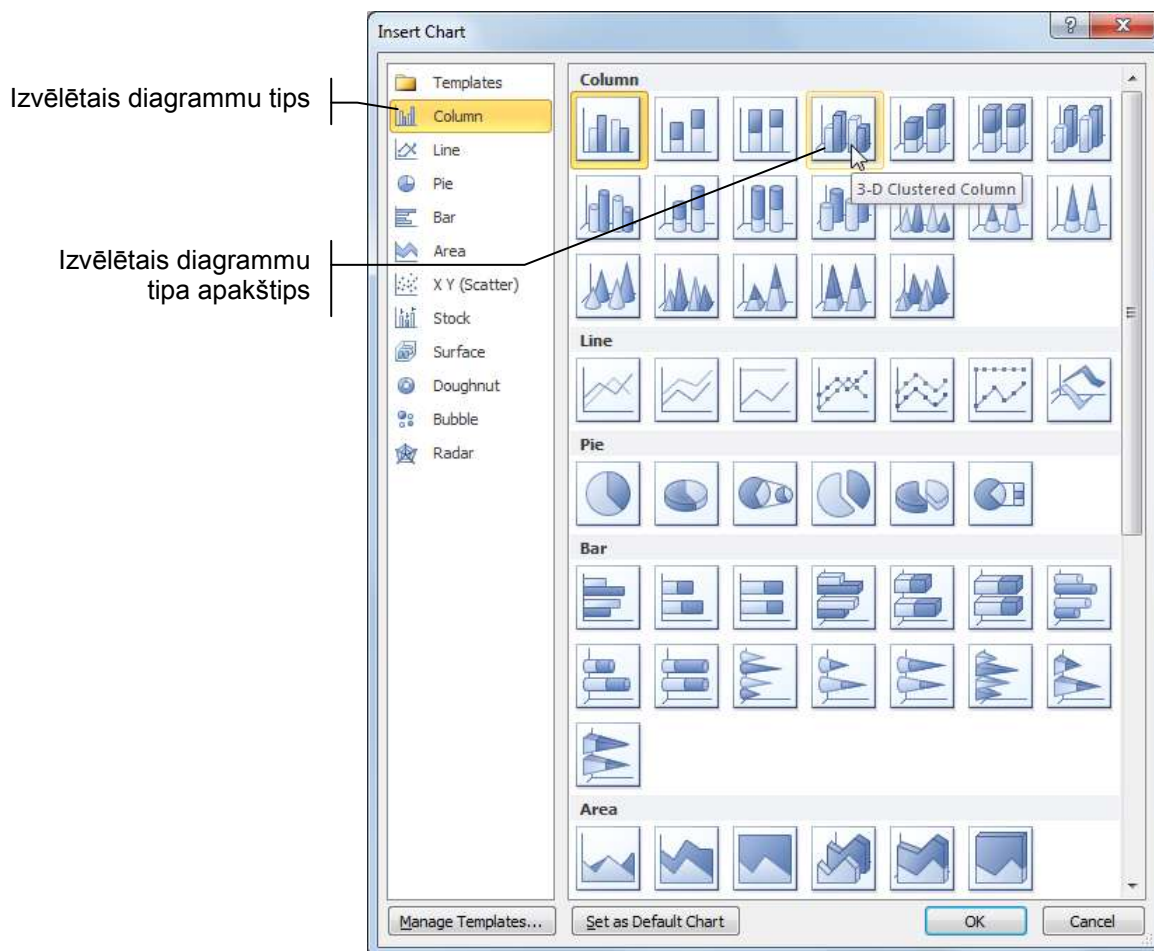 Insert Chart
Izvēlētais diagrammu tips
Izvēlētais diagrammu
tipa apakštips
Templates
Column
Line
Pie
Bar
Area
X Y (Scatter)
Stock
Surface
Doughnut
Bubble
Radar
Column
3-D Clustered Column
Line
Pie
Bar
Area
Manage Templates...
Set as Default Chart
OK
Cancel